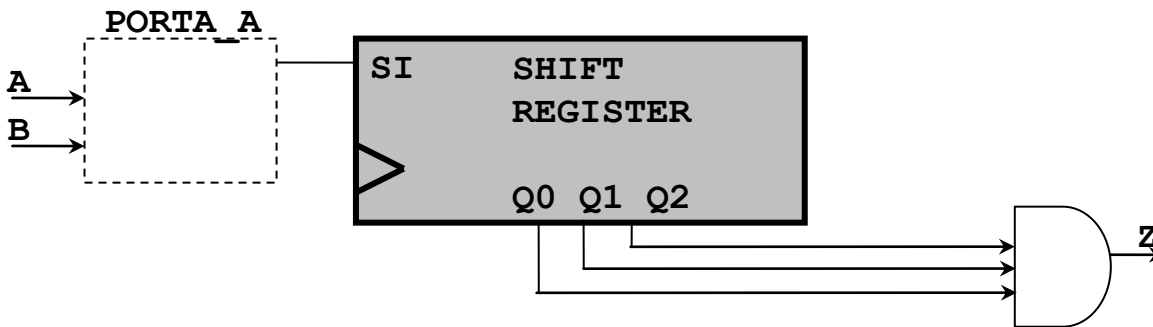 PORTA_A
A
B
SI SHIFT
REGISTER
Q0 Q1 Q2
Z